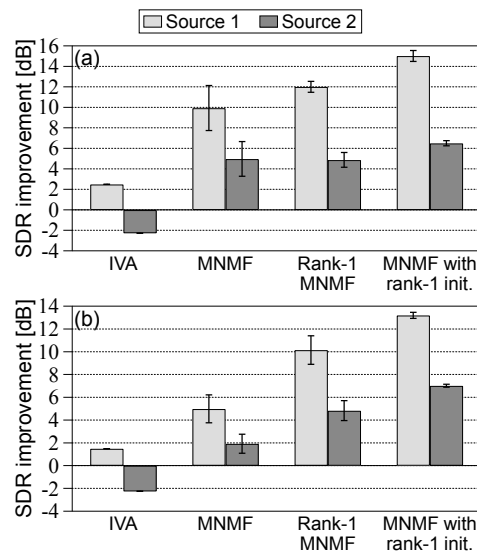 Source 1 Source 2
SDR improvement [dB]
(a)
16
14
12
10
8
6
4
2
0
-2
-4
IVA MNMF Rank-1 MNMF with
MNMF rank-1 init.
SDR improvement [dB]
(b)
14
12
10
8
6
4
2
0
-2
-4
IVA MNMF Rank-1 MNMF with
MNMF rank-1 init.